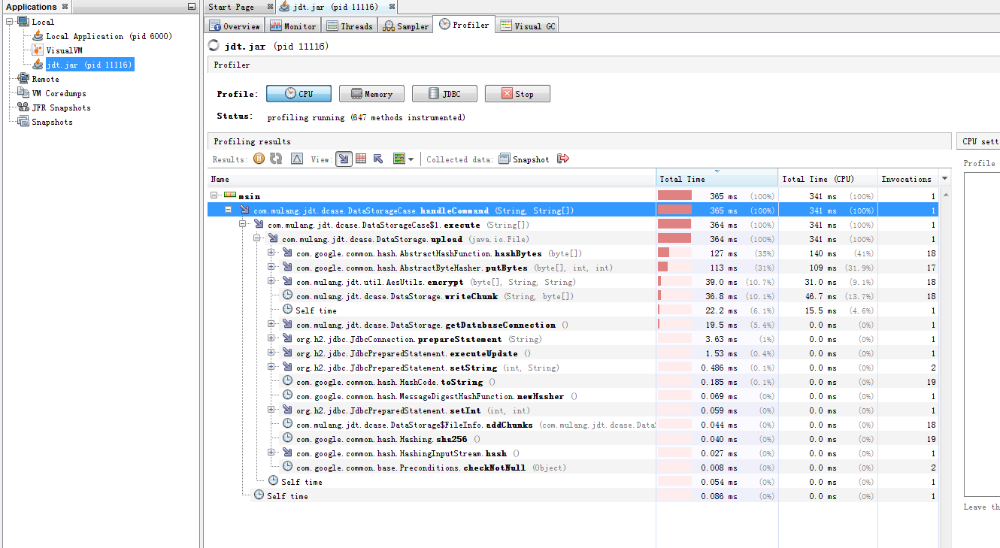 Applications
Start Page
jdt.jar (pid 11116)
Local
Local Application (pid 6000)
VisualVM
jdt.jar (pid 11116)
Remote
VM Coredumps
JFR Snapshots
Snapshots
Overview Monitor Threads Sampler Profiler Visual GC
jdt.jar (pid 11116)
Profiler
Profile: CPU Memory JDBC Stop
Status: profiling running (647 methods instrumented)
Profiling results
CPU sett
Results: View: Collected data: Snapshot
Profile
Name Total Time Total Time (CPU) Invocations
main 365 ms (100%) 341 ms (100%) 1
com.mulang.jdt.dcase.DataStorageCase.handleCommand (String, String[]) 365 ms (100%) 341 ms (100%) 1
com.mulang.jdt.dcase.DataStorageCase$1.execute (String[]) 364 ms (100%) 341 ms (100%) 1
com.mulang.jdt.dcase.DataStorage.upload (java.io.File) 364 ms (100%) 341 ms (100%) 1
com.google.common.hash.AbstractHashFunction.hashBytes (byte[]) 127 ms (35%) 140 ms (41%) 18
com.google.common.hash.AbstractByteHasher.putBytes (byte[], int, int) 113 ms (31%) 109 ms (31.9%) 17
com.mulang.jdt.util.AesUtils.encrypt (byte[], String, String) 39.0 ms (10.7%) 31.0 ms (9.1%) 18
com.mulang.jdt.dcase.DataStorage.writeChunk (String, byte[]) 36.8 ms (10.1%) 46.7 ms (13.7%) 18
Self time 22.2 ms (6.1%) 15.5 ms (4.6%) 1
com.mulang.jdt.dcase.DataStorage.getDatabaseConnection () 19.5 ms (5.4%) 0.0 ms (0%) 1
org.h2.jdbc.JdbcConnection.prepareStatement (String) 3.63 ms (1%) 0.0 ms (0%) 1
org.h2.jdbc.JdbcPreparedStatement.executeUpdate () 1.53 ms (0.4%) 0.0 ms (0%) 1
org.h2.jdbc.JdbcPreparedStatement.setString (int, String) 0.486 ms (0.1%) 0.0 ms (0%) 2
com.google.common.hash.HashCode.toString () 0.185 ms (0.1%) 0.0 ms (0%) 19
com.google.common.hash.MessageDigestHashFunction.newHasher () 0.069 ms (0%) 0.0 ms (0%) 1
org.h2.jdbc.JdbcPreparedStatement.setInt (int, int) 0.059 ms (0%) 0.0 ms (0%) 1
com.mulang.jdt.dcase.DataStorage$FileInfo.addChunks (com.mulang.jdt.dcase.Data 0.044 ms (0%) 0.0 ms (0%) 18
com.google.common.hash.Hashing.sha256 () 0.040 ms (0%) 0.0 ms (0%) 19
com.google.common.hash.HashingInputStream.hash () 0.027 ms (0%) 0.0 ms (0%) 1
com.google.common.base.Preconditions.checkNotNull (Object) 0.008 ms (0%) 0.0 ms (0%) 2
Self time 0.054 ms (0%) 0.0 ms (0%) 1
Self time 0.086 ms (0%) 0.0 ms (0%) 1
Leave th